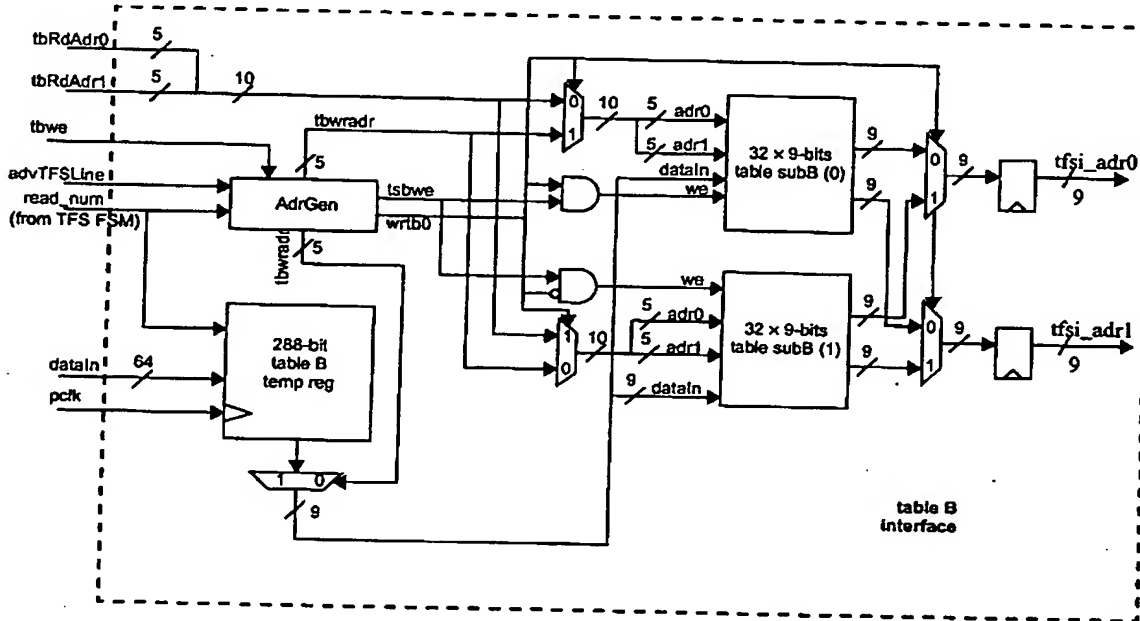 tbRdAdr0
5
tbRdAdr1
5
10
tbwe
tbwradr
5
advTFSLine
read_num
(from TFS FSM)
AdrGen
tsbwe
wrtb0
tbwradr
5
288-bit
table B
temp reg
dataIn
64
pclk
1 0
9
0
1
10
5
adr0
5
adr1
dataIn
we
32 × 9-bits
table subB (0)
9
9
we
1
0
10
5
adr0
5
adr1
9
dataIn
32 × 9-bits
table subB (1)
9
9
0
1
9
tfsi_adr0
9
0
1
9
tfsi_adr1
9
table B
interface